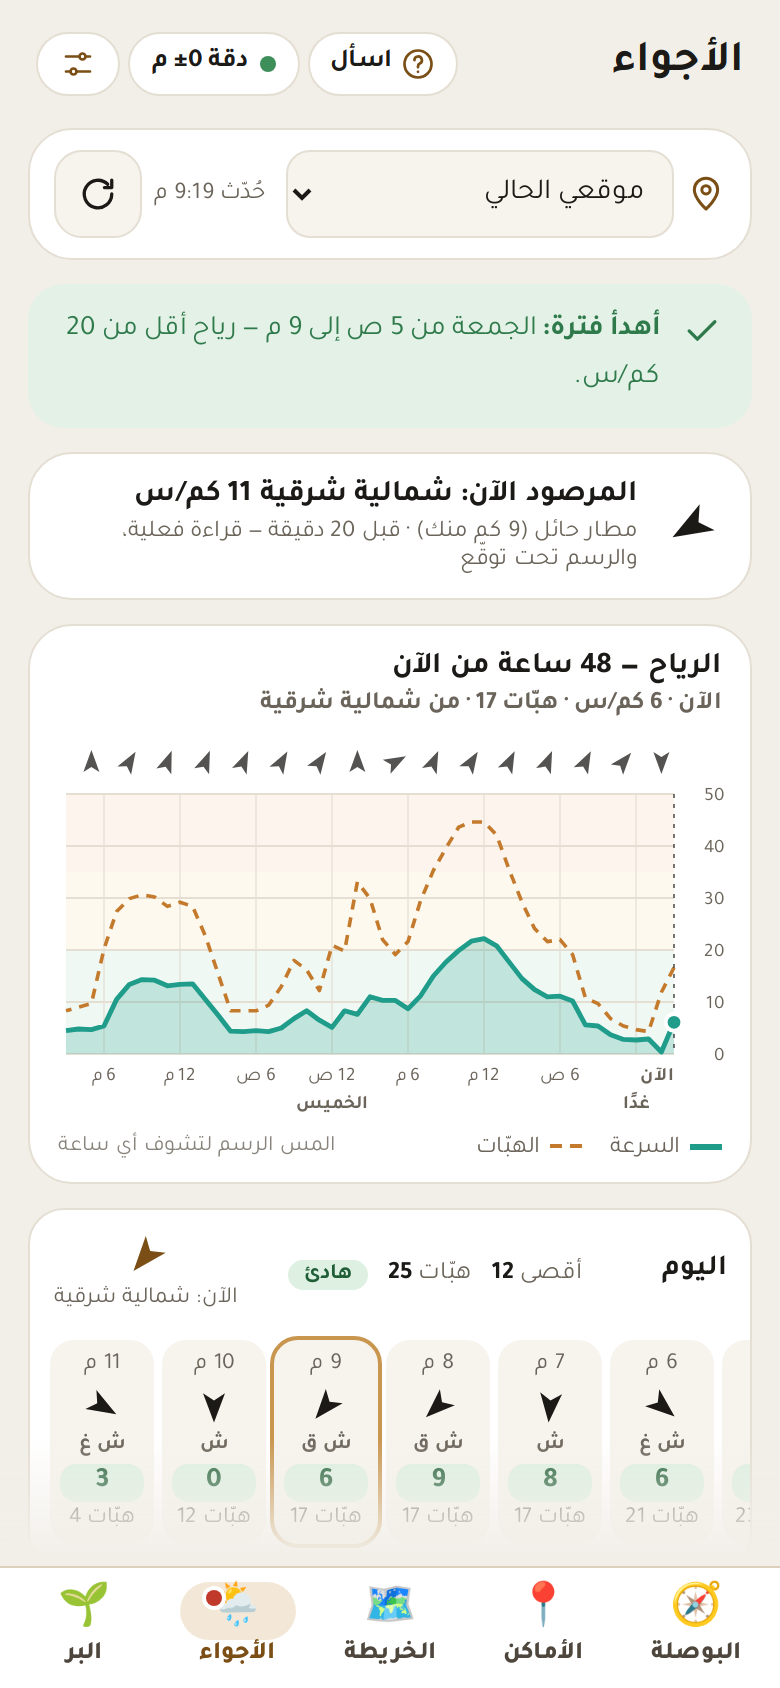 الأجواء
اسأل
دقة ±0 م
موقعي الحالي
حُدّث 9:19 م
أهدأ فترة: الجمعة من 5 ص إلى 9 م – رياح أقل من 20
كم/س.
المرصود الآن: شمالية شرقية 11 كم/س
مطار حائل (9 كم منك) · قبل 20 دقيقة – قراءة فعلية،
والرسم تحت توقّع
الرياح – 48 ساعة من الآن
الآن · 6 كم/س · هبّات 17 · من شمالية شرقية
50
40
30
20
10
0
الآن 6 ص 12 م 6 م 12 ص 6 ص 12 م 6 م
غدًا الخميس
السرعة الهبّات المس الرسم لتشوف أي ساعة
اليوم أقصى 12 هبّات 25 هادئ
الآن: شمالية شرقية
6 م 7 م 8 م 9 م 10 م 11 م
ش غ ش ش ق ش ق ش ش غ
6 8 9 6 0 3
هبّات 21 هبّات 17 هبّات 17 هبّات 17 هبّات 12 هبّات 4
البوصلة الأماكن الخريطة الأجواء البر